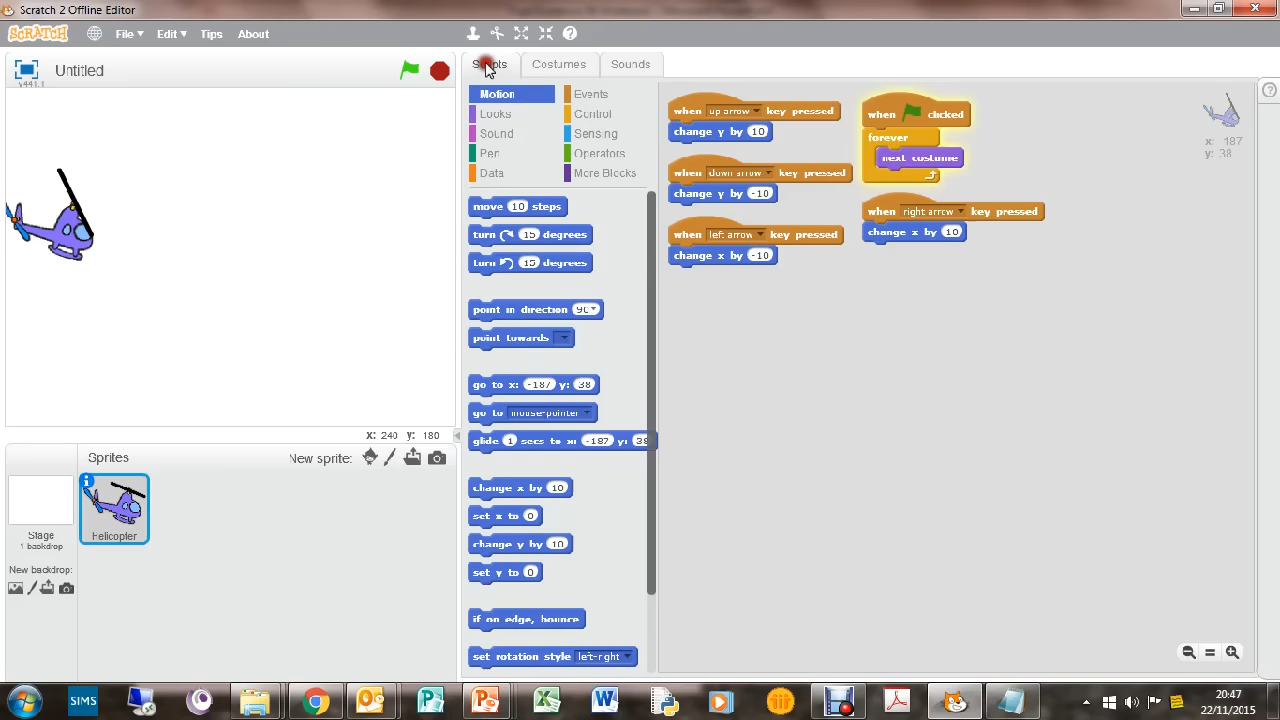 Scratch 2 Offline Editor
SCRATCH File Edit Tips About
Untitled
v441.1
Scripts Costumes Sounds
Motion Events
Looks Control
Sound Sensing
Pen Operators
Data More Blocks
move 10 steps
turn 15 degrees
turn 15 degrees
point in direction 90
point towards
go to x: -187 y: 38
go to mouse-pointer
glide 1 secs to x: -187 y: 38
change x by 10
set x to 0
change y by 10
set y to 0
if on edge, bounce
set rotation style left-right
when up arrow key pressed
change y by 10
when down arrow key pressed
change y by -10
when left arrow key pressed
change x by -10
when clicked
forever
next costume
when right arrow key pressed
change x by 10
x: -187
y: 38
x: 240 y: 180
Sprites New sprite:
Stage
1 backdrop
New backdrop:
Helicopter
SIMS
20:47
22/11/2015